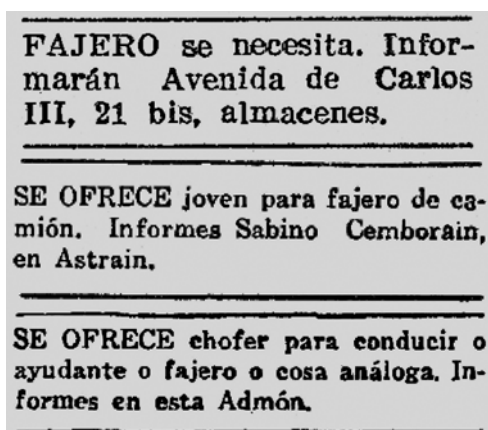 FAJERO se necesita. Infor-
marán Avenida de Carlos
III, 21 bis, almacenes.
SE OFRECE joven para fajero de ca-
mión. Informes Sabino Cemborain,
en Astrain.
SE OFRECE chofer para conducir o
ayudante o fajero o cosa análoga. In-
formes en esta Admón.